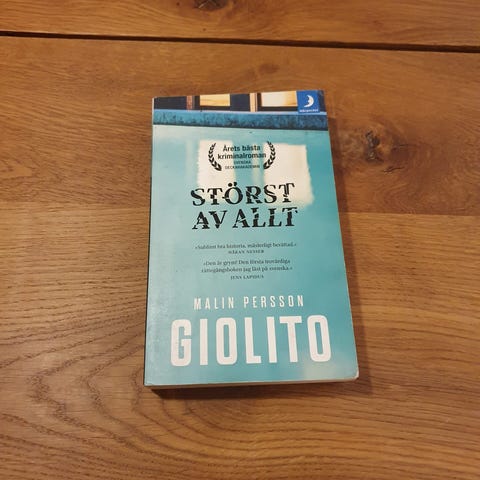 månpocket
Årets bästa
kriminalroman
SVENSKA
DECKARAKADEMIN
STÖRST
AV ALLT
»Sublimt bra historia, mästerligt berättad.«
HÅKAN NESSER
»Den är grym! Den första trovärdiga
rättegångsboken jag läst på svenska.«
JENS LAPIDUS
MALIN PERSSON
GIOLITO